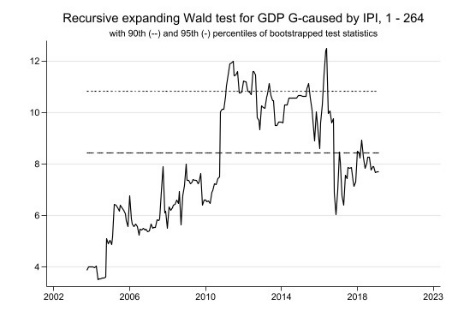 Recursive expanding Wald test for GDP G-caused by IPI, 1 - 264
with 90th (--) and 95th (-) percentiles of bootstrapped test statistics
12
10
8
6
4
2002 2006 2010 2014 2018 2023